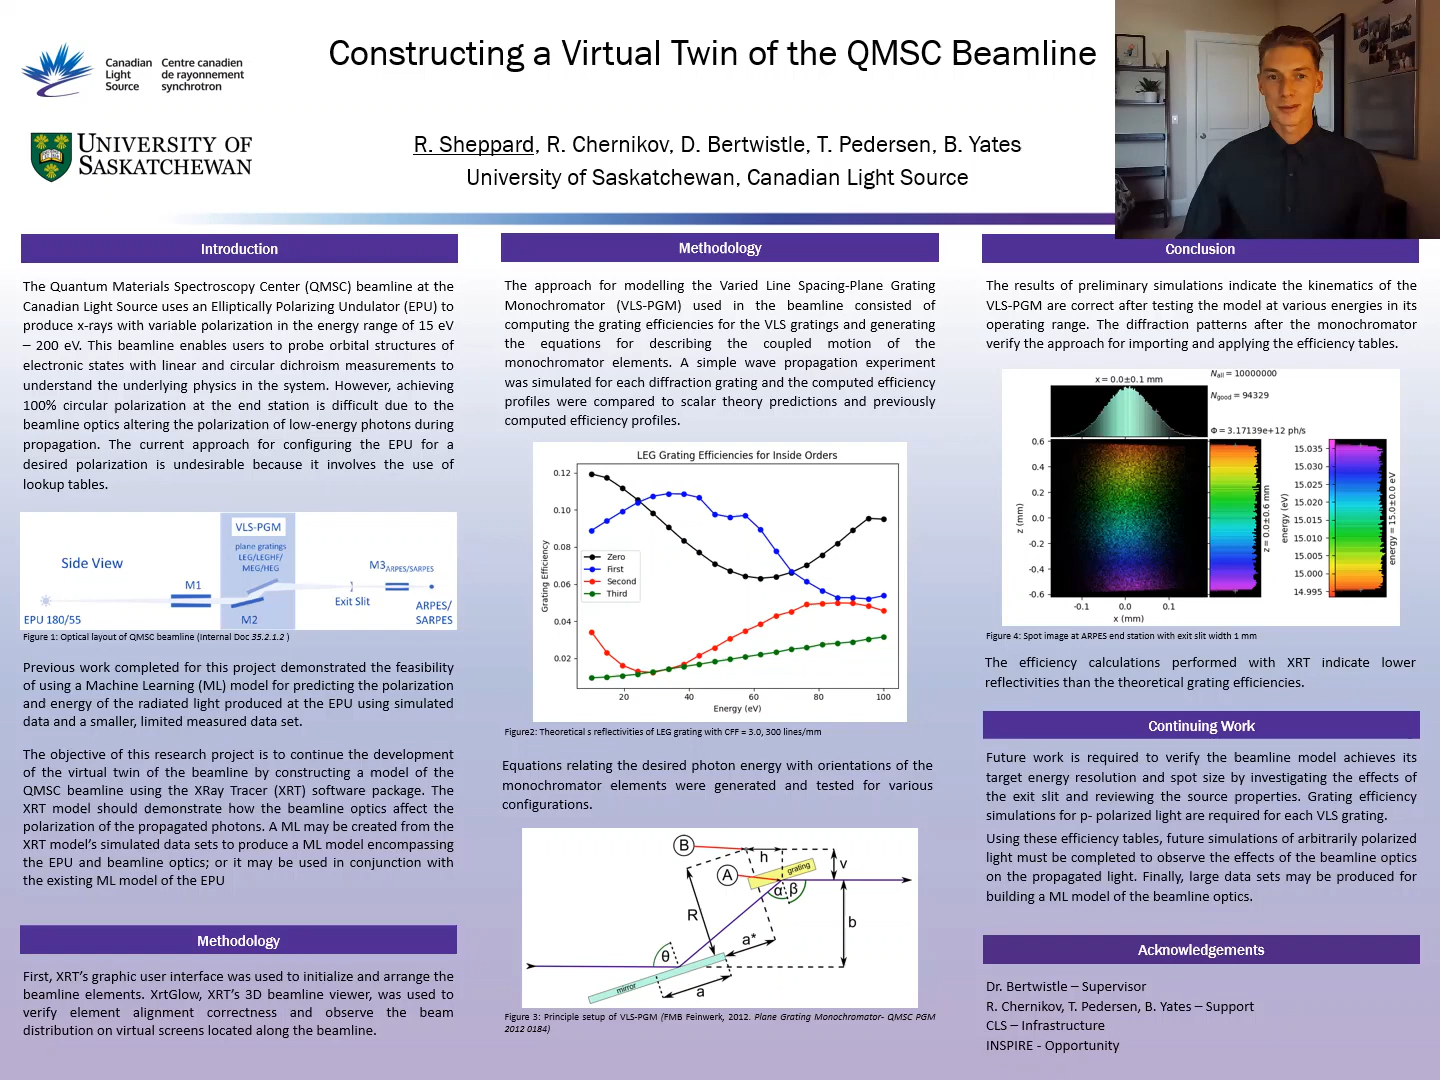 Constructing a Virtual Twin of the QMSC Beamline
Canadian Light Source
Centre canadien de rayonnement synchrotron
UNIVERSITY OF SASKATCHEWAN
R. Sheppard, R. Chernikov, D. Bertwistle, T. Pedersen, B. Yates
University of Saskatchewan, Canadian Light Source
Introduction
The Quantum Materials Spectroscopy Center (QMSC) beamline at the
Canadian Light Source uses an Elliptically Polarizing Undulator (EPU) to
produce x-rays with variable polarization in the energy range of 15 eV
– 200 eV. This beamline enables users to probe orbital structures of
electronic states with linear and circular dichroism measurements to
understand the underlying physics in the system. However, achieving
100% circular polarization at the end station is difficult due to the
beamline optics altering the polarization of low-energy photons during
propagation. The current approach for configuring the EPU for a
desired polarization is undesirable because it involves the use of
lookup tables.
VLS-PGM
plane gratings
LEG/LEGHF/
MEG/HEG
Side View
M1
M3ARPES/SARPES
Exit Slit
EPU 180/55
M2
ARPES/
SARPES
Figure 1: Optical layout of QMSC beamline (Internal Doc 35.2.1.2 )
Previous work completed for this project demonstrated the feasibility
of using a Machine Learning (ML) model for predicting the polarization
and energy of the radiated light produced at the EPU using simulated
data and a smaller, limited measured data set.
The objective of this research project is to continue the development
of the virtual twin of the beamline by constructing a model of the
QMSC beamline using the XRay Tracer (XRT) software package. The
XRT model should demonstrate how the beamline optics affect the
polarization of the propagated photons. A ML may be created from the
XRT model's simulated data sets to produce a ML model encompassing
the EPU and beamline optics; or it may be used in conjunction with
the existing ML model of the EPU
Methodology
First, XRT's graphic user interface was used to initialize and arrange the
beamline elements. XrtGlow, XRT's 3D beamline viewer, was used to
verify element alignment correctness and observe the beam
distribution on virtual screens located along the beamline.
Methodology
The approach for modelling the Varied Line Spacing-Plane Grating
Monochromator (VLS-PGM) used in the beamline consisted of
computing the grating efficiencies for the VLS gratings and generating
the equations for describing the coupled motion of the
monochromator elements. A simple wave propagation experiment
was simulated for each diffraction grating and the computed efficiency
profiles were compared to scalar theory predictions and previously
computed efficiency profiles.
LEG Grating Efficiencies for Inside Orders
Grating Efficiency
0.12
0.10
0.08
0.06
0.04
0.02
Zero
First
Second
Third
20 40 60 80 100
Energy (eV)
Figure2: Theoretical s reflectivities of LEG grating with CFF = 3.0, 300 lines/mm
Equations relating the desired photon energy with orientations of the
monochromator elements were generated and tested for various
configurations.
B
h
grating
v
A
α β
R
b
a*
θ
mirror
a
Figure 3: Principle setup of VLS-PGM (FMB Feinwerk, 2012. Plane Grating Monochromator- QMSC PGM
2012 0184)
Conclusion
The results of preliminary simulations indicate the kinematics of the
VLS-PGM are correct after testing the model at various energies in its
operating range. The diffraction patterns after the monochromator
verify the approach for importing and applying the efficiency tables.
x = 0.0±0.1 mm
Nall = 10000000
Ngood = 94329
Φ = 3.17139e+12 ph/s
z (mm)
0.6
0.4
0.2
0.0
-0.2
-0.4
-0.6
-0.1 0.0 0.1
x (mm)
z = 0.0±0.6 mm
energy (eV)
15.035
15.030
15.025
15.020
15.015
15.010
15.005
15.000
14.995
energy = 15.0±0.0 eV
Figure 4: Spot image at ARPES end station with exit slit width 1 mm
The efficiency calculations performed with XRT indicate lower
reflectivities than the theoretical grating efficiencies.
Continuing Work
Future work is required to verify the beamline model achieves its
target energy resolution and spot size by investigating the effects of
the exit slit and reviewing the source properties. Grating efficiency
simulations for p- polarized light are required for each VLS grating.
Using these efficiency tables, future simulations of arbitrarily polarized
light must be completed to observe the effects of the beamline optics
on the propagated light. Finally, large data sets may be produced for
building a ML model of the beamline optics.
Acknowledgements
Dr. Bertwistle – Supervisor
R. Chernikov, T. Pedersen, B. Yates – Support
CLS – Infrastructure
INSPIRE - Opportunity